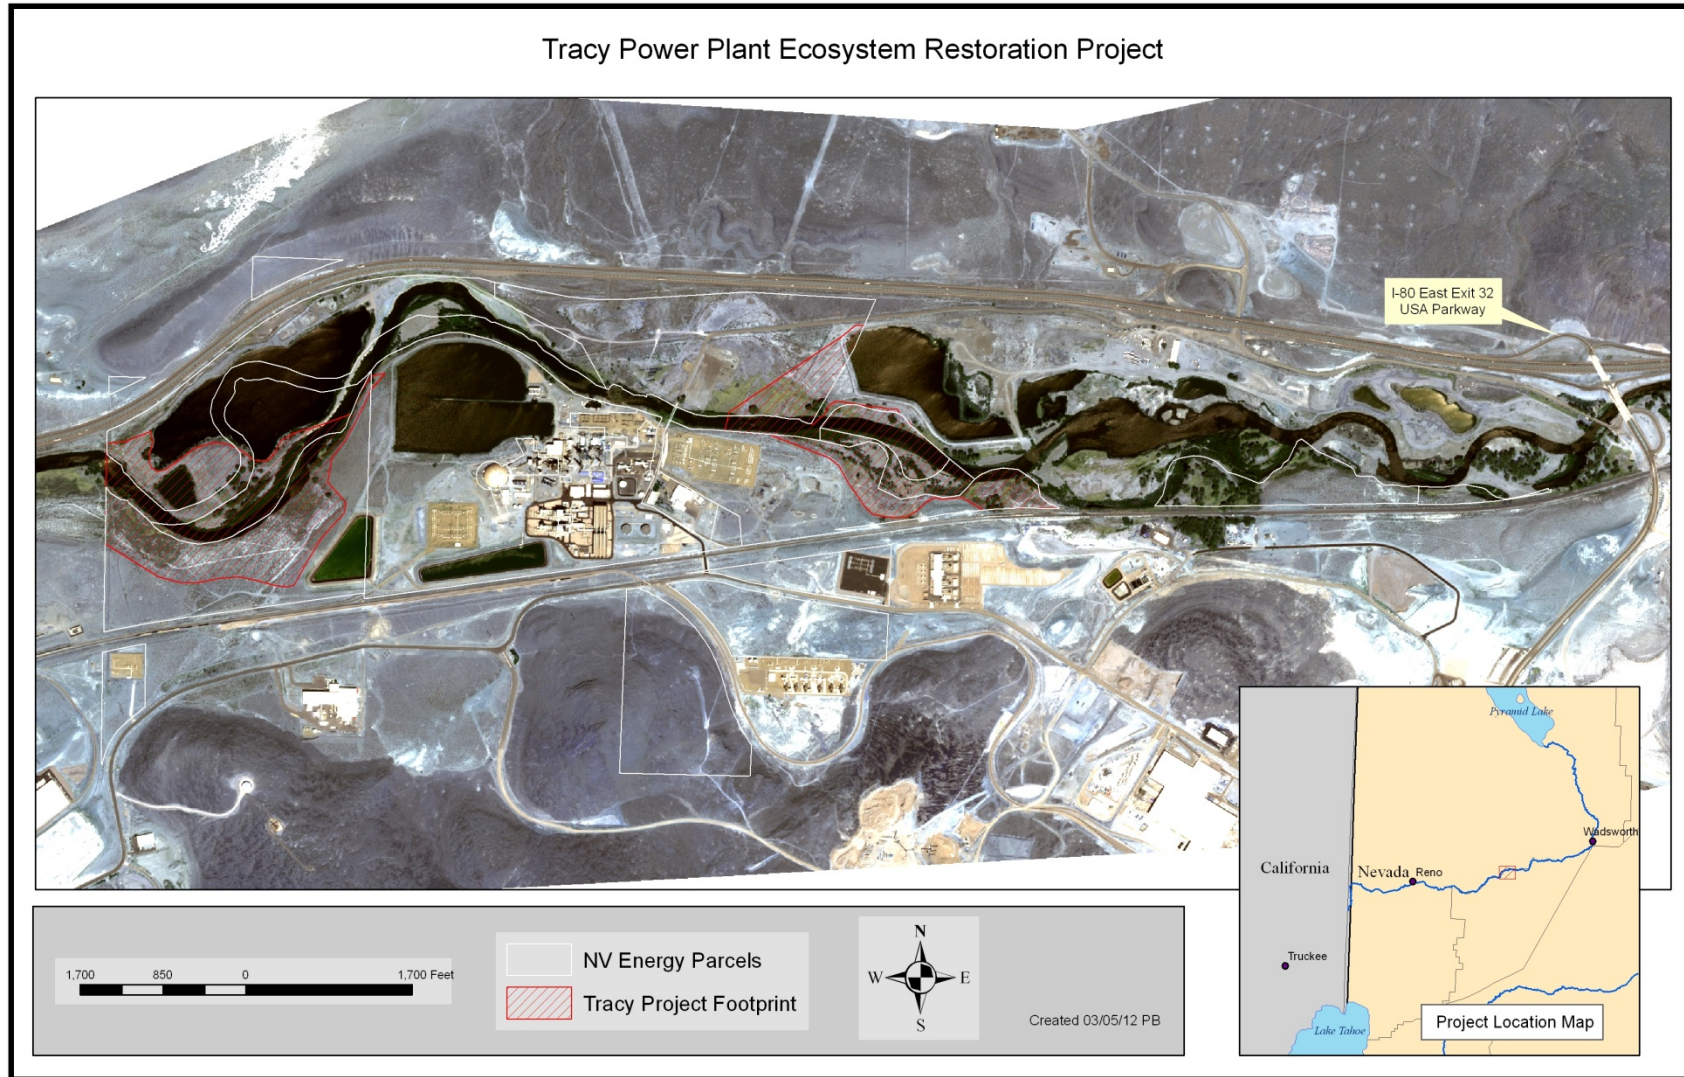 Tracy Power Plant Ecosystem Restoration Project
I-80 East Exit 32
USA Parkway
Pyramid Lake
Wadsworth
California
Nevada
Reno
Truckee
Lake Tahoe
Project Location Map
1,700 850 0 1,700 Feet
NV Energy Parcels
Tracy Project Footprint
N
W E
S
Created 03/05/12 PB